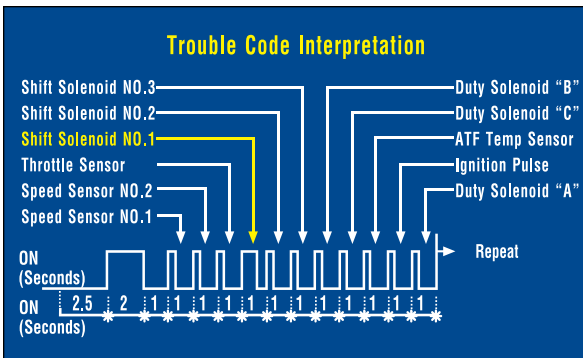 Trouble Code Interpretation
Shift Solenoid NO.3
Shift Solenoid NO.2
Shift Solenoid NO.1
Throttle Sensor
Speed Sensor NO.2
Speed Sensor NO.1
Duty Solenoid “B”
Duty Solenoid “C”
ATF Temp Sensor
Ignition Pulse
Duty Solenoid “A”
Repeat
ON
(Seconds)
ON
(Seconds)
2.5 2 1 1 1 1 1 1 1 1 1 1 1 1